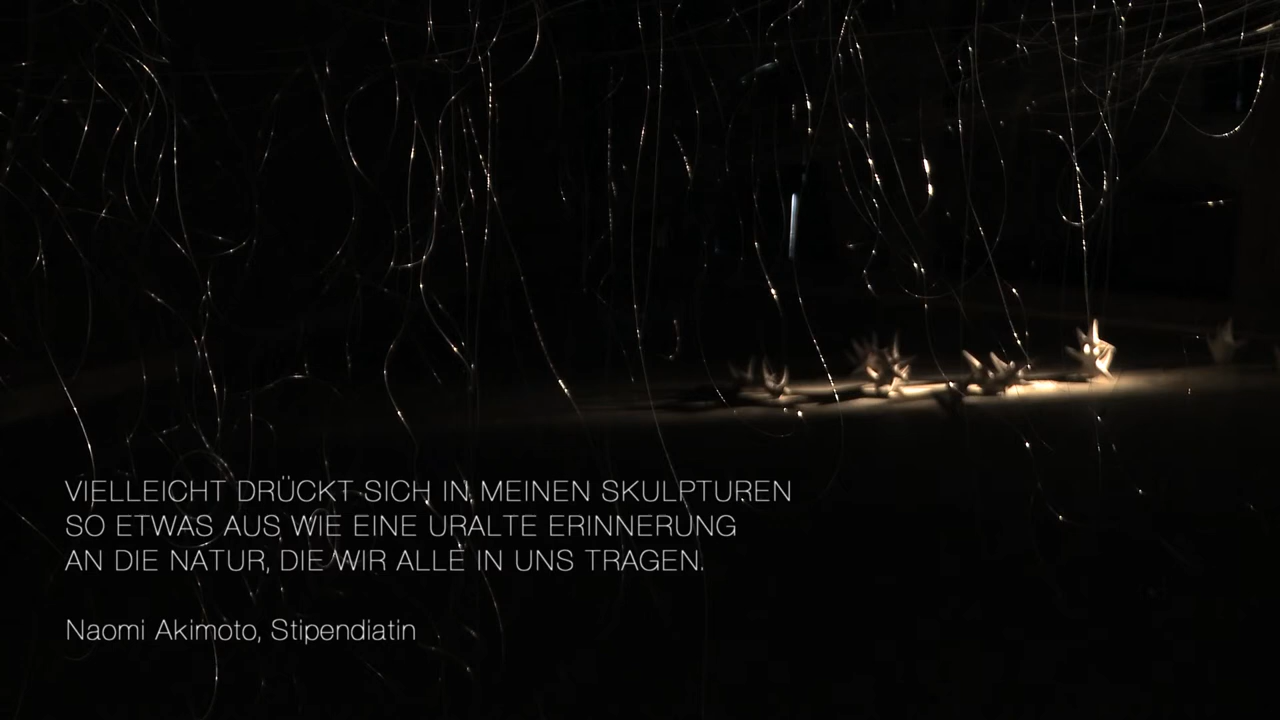 VIELLEICHT DRÜCKT SICH IN MEINEN SKULPTUREN
SO ETWAS AUS WIE EINE URALTE ERINNERUNG
AN DIE NATUR, DIE WIR ALLE IN UNS TRAGEN.
Naomi Akimoto, Stipendiatin